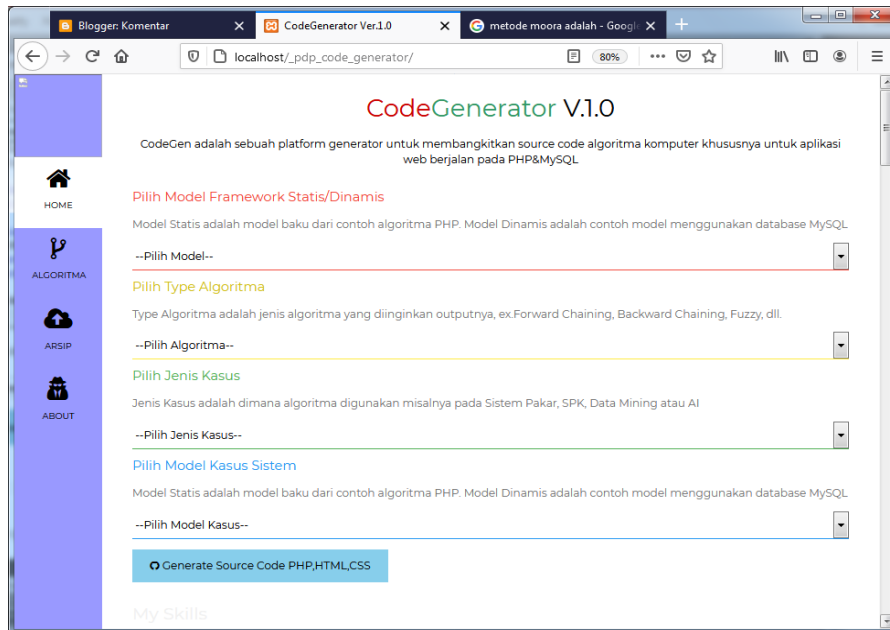 Blogger: Komentar
CodeGenerator Ver.1.0
metode moora adalah - Googl
localhost/_pdp_code_generator/
80%
CodeGenerator V.1.0
CodeGen adalah sebuah platform generator untuk membangkitkan source code algoritma komputer khususnya untuk aplikasi
web berjalan pada PHP&MySQL
HOME
ALGORITMA
ARSIP
ABOUT
Pilih Model Framework Statis/Dinamis
Model Statis adalah model baku dari contoh algoritma PHP. Model Dinamis adalah contoh model menggunakan database MySQL
--Pilih Model--
Pilih Type Algoritma
Type Algoritma adalah jenis algoritma yang diinginkan outputnya, ex.Forward Chaining, Backward Chaining, Fuzzy, dll.
--Pilih Algoritma--
Pilih Jenis Kasus
Jenis Kasus adalah dimana algoritma digunakan misalnya pada Sistem Pakar, SPK, Data Mining atau AI
--Pilih Jenis Kasus--
Pilih Model Kasus Sistem
Model Statis adalah model baku dari contoh algoritma PHP. Model Dinamis adalah contoh model menggunakan database MySQL
--Pilih Model Kasus--
Generate Source Code PHP,HTML,CSS
My Skills